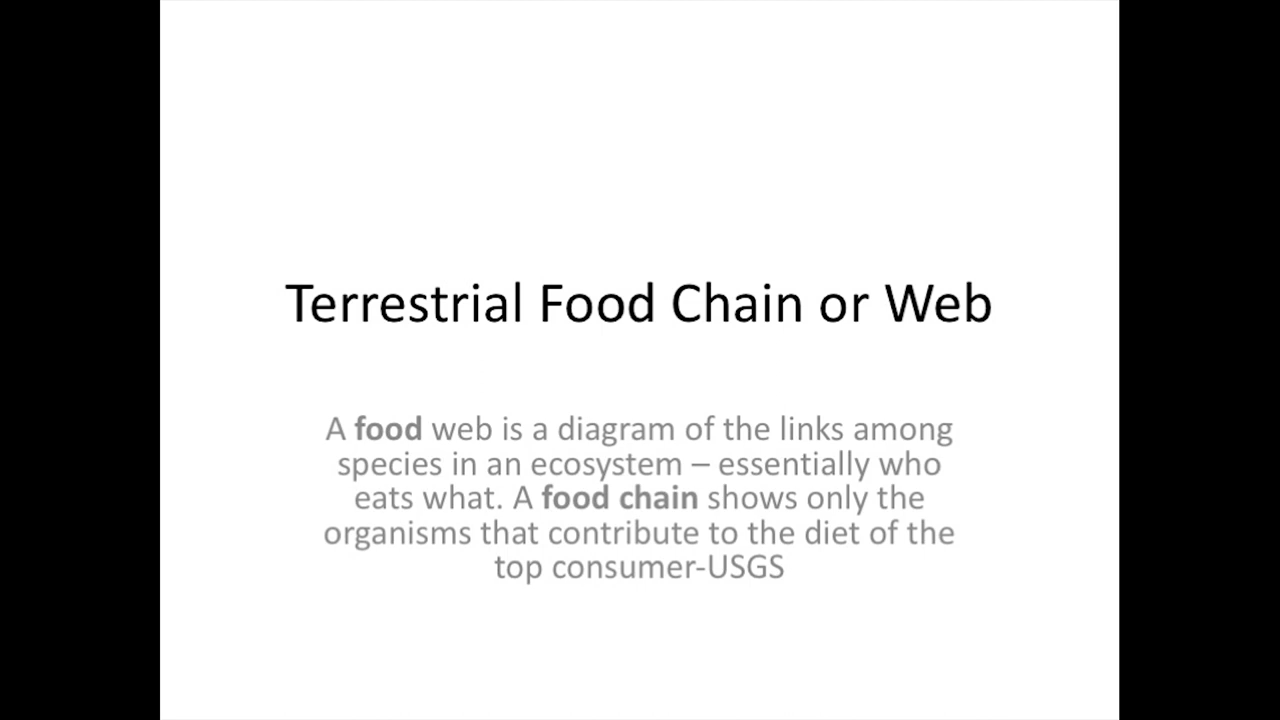 Terrestrial Food Chain or Web
A food web is a diagram of the links among
species in an ecosystem – essentially who
eats what. A food chain shows only the
organisms that contribute to the diet of the
top consumer-USGS